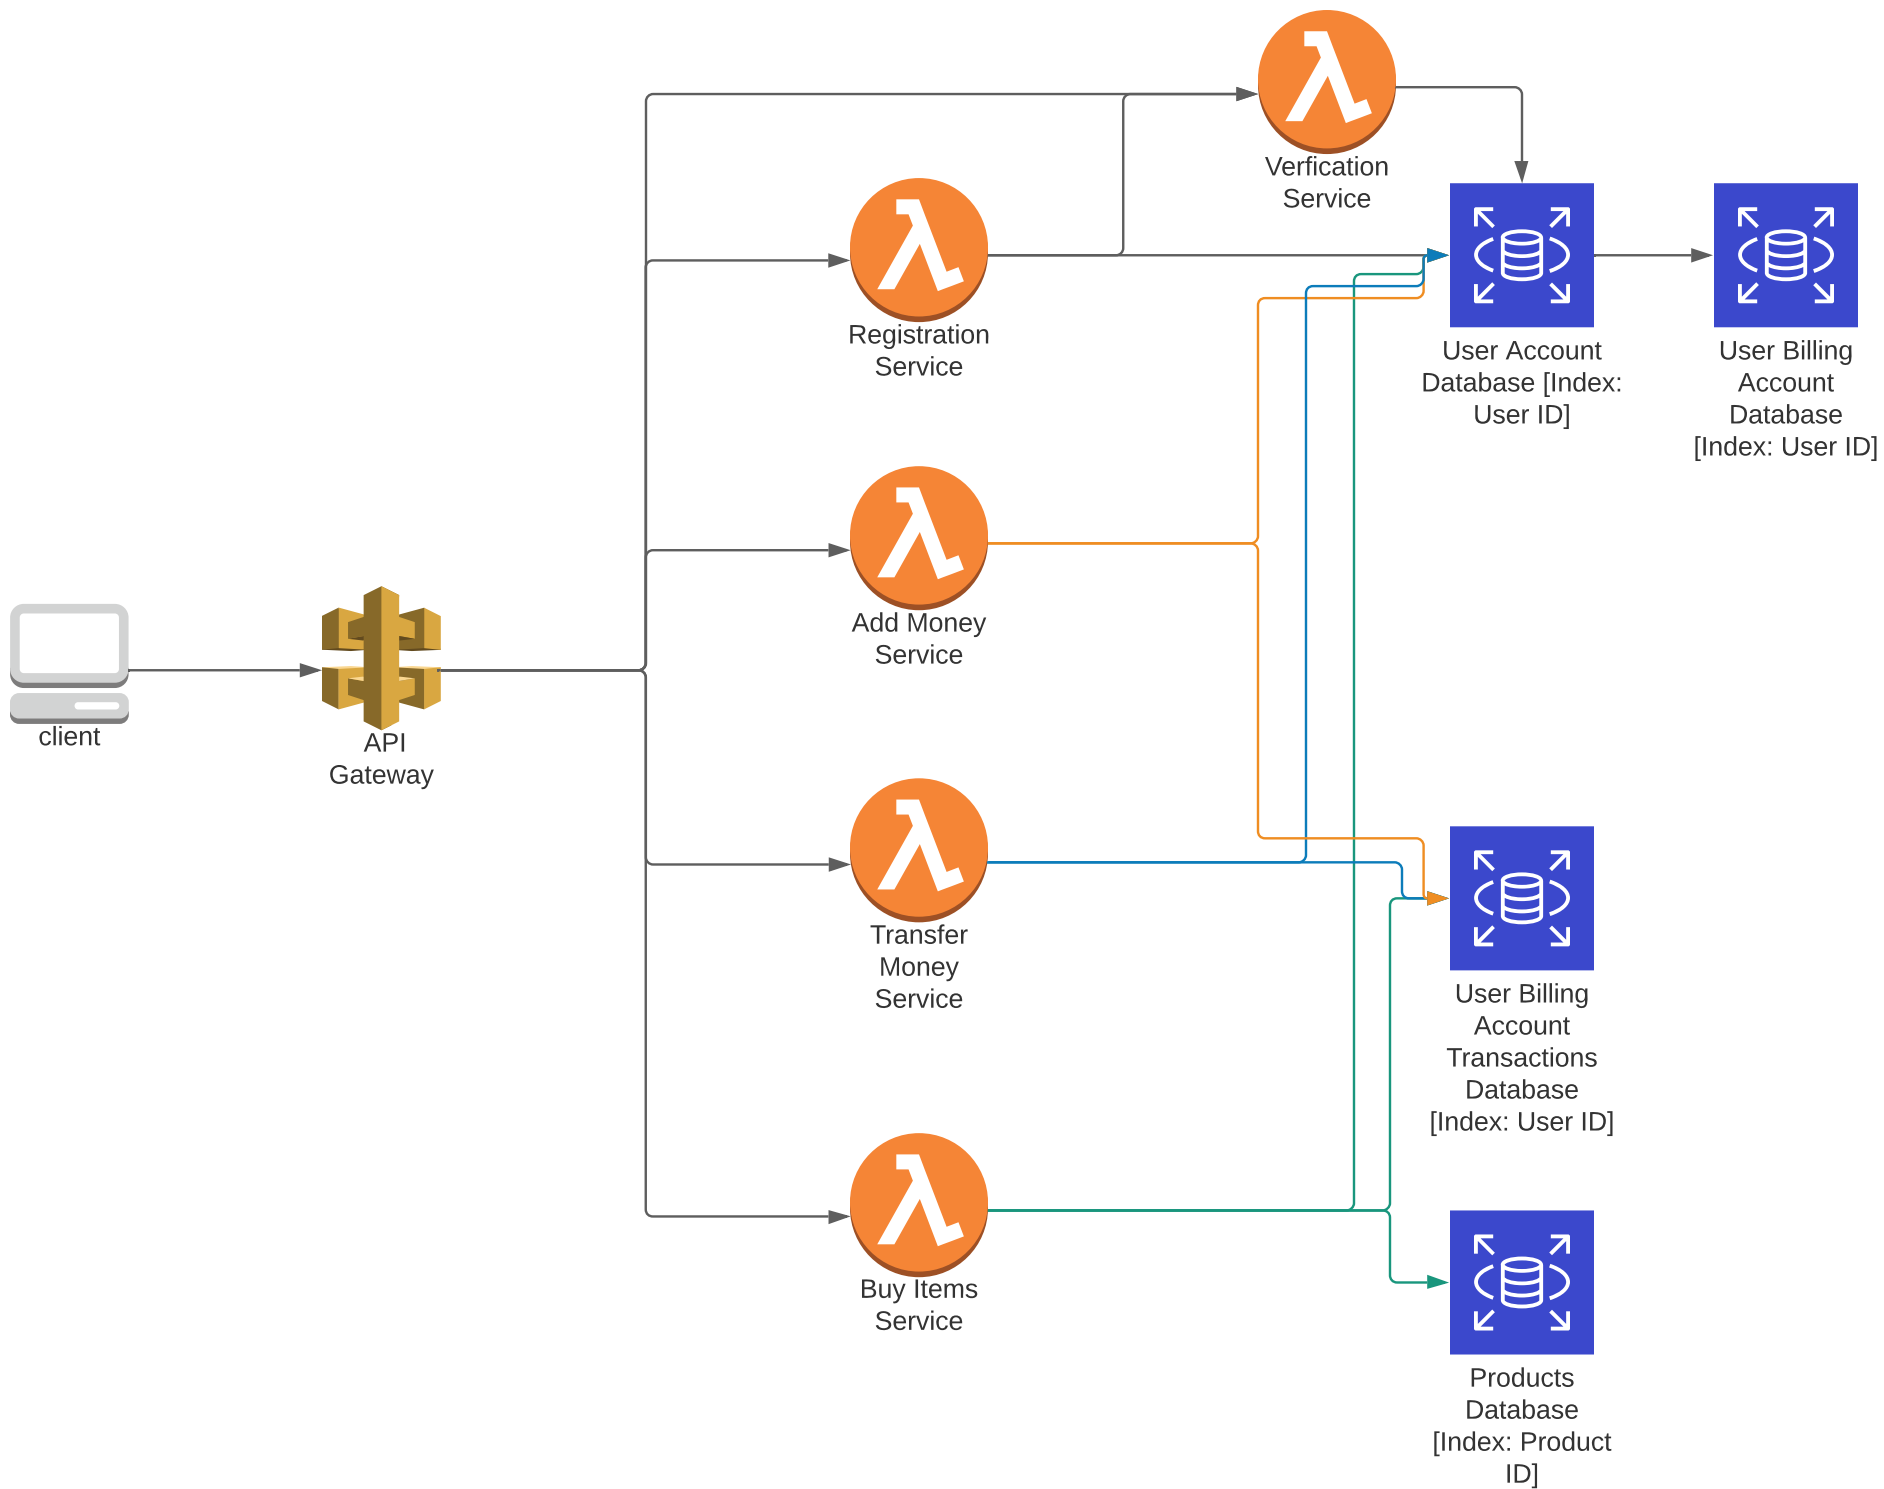 Verfication
Service
Registration
Service
User Account
Database [Index:
User ID]
User Billing
Account
Database
[Index: User ID]
Add Money
Service
client
API
Gateway
Transfer
Money
Service
User Billing
Account
Transactions
Database
[Index: User ID]
Buy Items
Service
Products
Database
[Index: Product
ID]